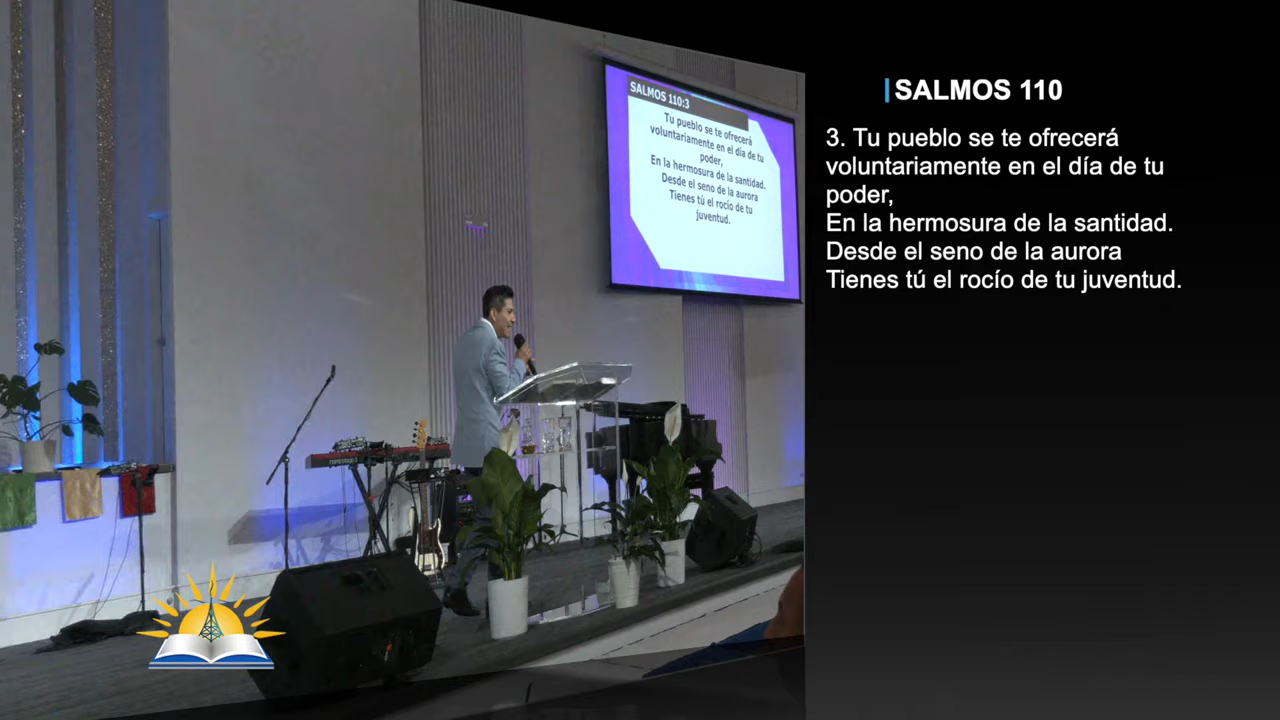 SALMOS 110:3
Tu pueblo se te ofrecerá
voluntariamente en el día de tu
poder,
En la hermosura de la santidad.
Desde el seno de la aurora
Tienes tú el rocío de tu
juventud.
SALMOS 110
3. Tu pueblo se te ofrecerá
voluntariamente en el día de tu
poder,
En la hermosura de la santidad.
Desde el seno de la aurora
Tienes tú el rocío de tu juventud.